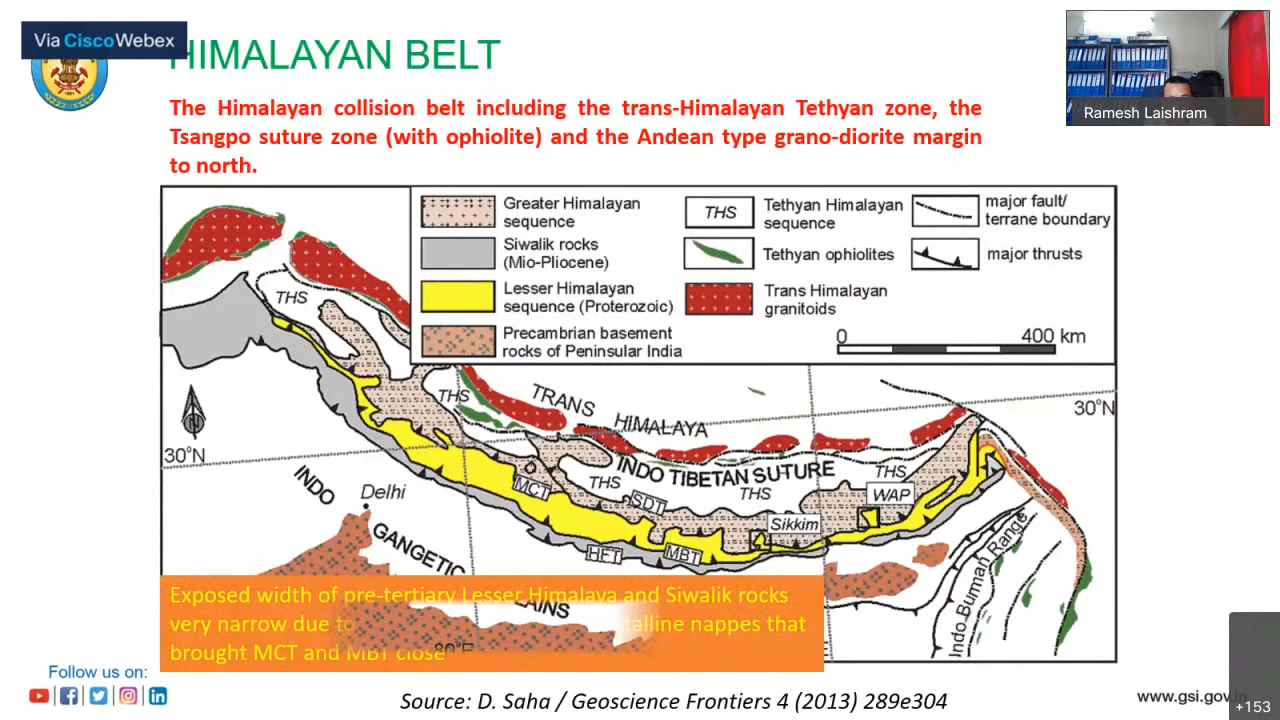 Via Cisco Webex
HIMALAYAN BELT
Ramesh Laishram
The Himalayan collision belt including the trans-Himalayan Tethyan zone, the
Tsangpo suture zone (with ophiolite) and the Andean type grano-diorite margin
to north.
Greater Himalayan
sequence
Siwalik rocks
(Mio-Pliocene)
Lesser Himalayan
sequence (Proterozoic)
Precambrian basement
rocks of Peninsular India
THS
Tethyan Himalayan
sequence
Tethyan ophiolites
Trans Himalayan
granitoids
major fault/
terrane boundary
major thrusts
0 400 km
THS
THS
TRANS HIMALAYA
30°N
N
30°N
INDO TIBETAN SUTURE
THS
THS
THS
INDO
GANGETIC
Delhi
MCT
SDT
WAP
Sikkim
HET
MBT
Indo Burman Range
AINS
80°E
E
Exposed width of pre-tertiary Lesser Himalaya and Siwalik rocks
very narrow due to talline nappes that
brought MCT and MBT close
Follow us on:
Source: D. Saha / Geoscience Frontiers 4 (2013) 289e304
www.gsi.gov.in
+153